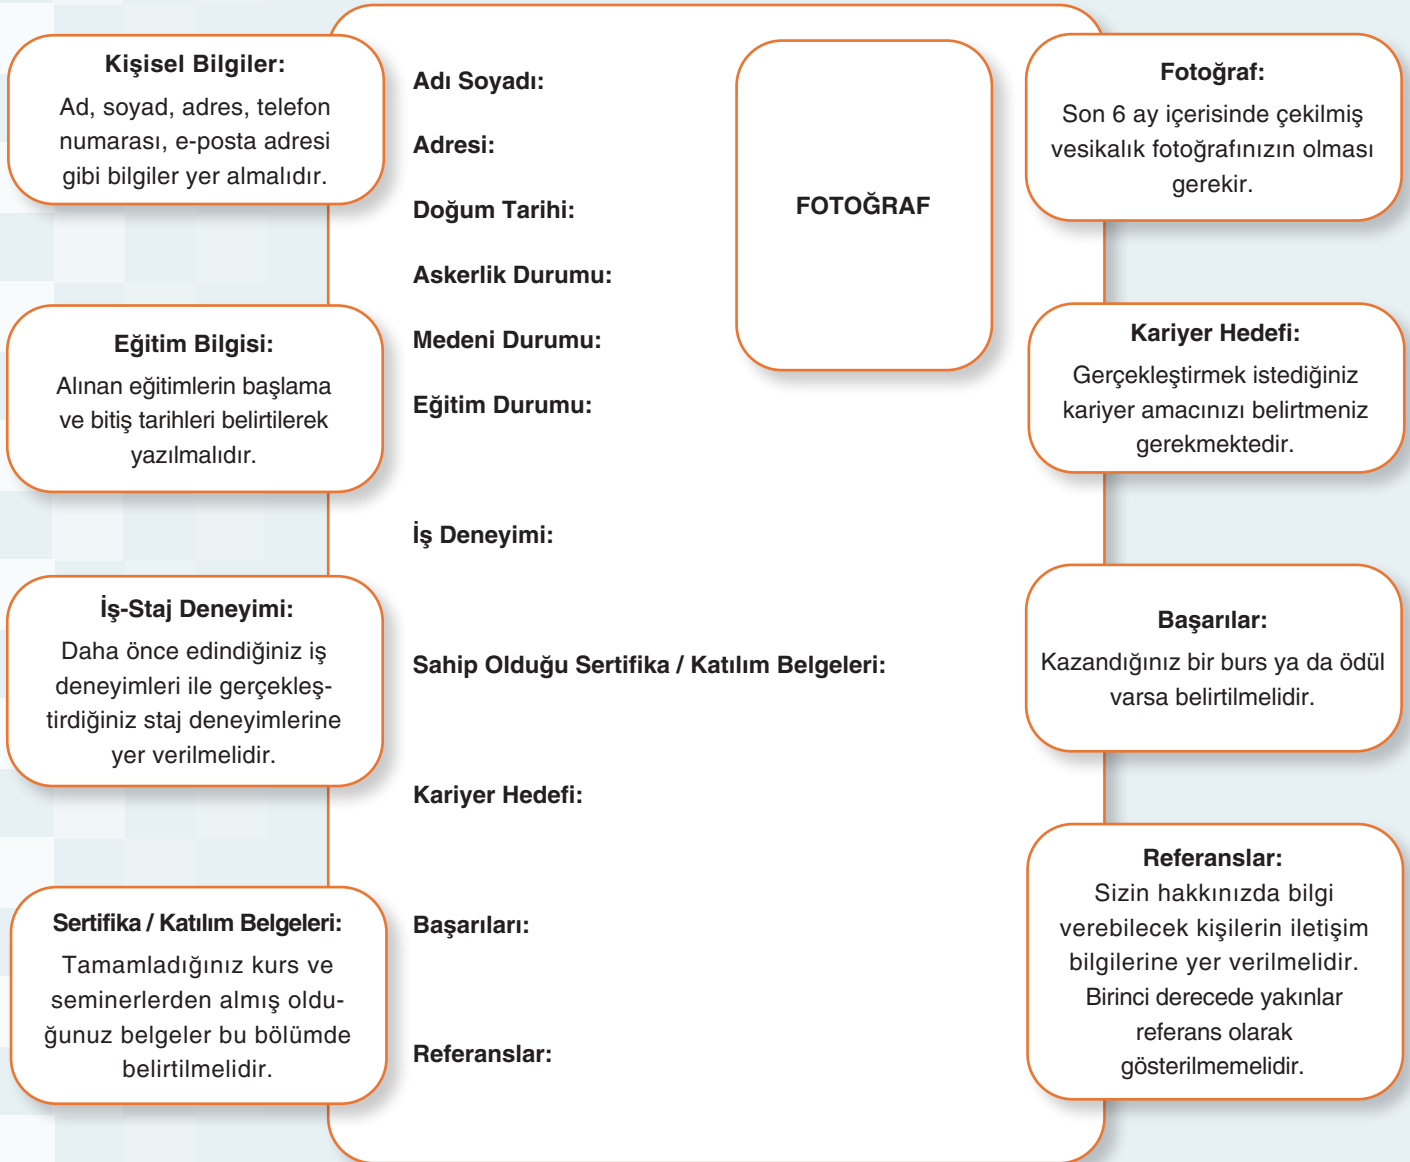 Kişisel Bilgiler:
Ad, soyad, adres, telefon
numarası, e-posta adresi
gibi bilgiler yer almalıdır.
Eğitim Bilgisi:
Alınan eğitimlerin başlama
ve bitiş tarihleri belirtilerek
yazılmalıdır.
İş-Staj Deneyimi:
Daha önce edindiğiniz iş
deneyimleri ile gerçekleş-
tirdiğiniz staj deneyimlerine
yer verilmelidir.
Sertifika / Katılım Belgeleri:
Tamamladığınız kurs ve
seminerlerden almış oldu-
ğunuz belgeler bu bölümde
belirtilmelidir.
Adı Soyadı:
Adresi:
Doğum Tarihi:
Askerlik Durumu:
Medeni Durumu:
Eğitim Durumu:
İş Deneyimi:
Sahip Olduğu Sertifika / Katılım Belgeleri:
Kariyer Hedefi:
Başarıları:
Referanslar:
FOTOĞRAF
Fotoğraf:
Son 6 ay içerisinde çekilmiş
vesikalık fotoğrafınızın olması
gerekir.
Kariyer Hedefi:
Gerçekleştirmek istediğiniz
kariyer amacınızı belirtmeniz
gerekmektedir.
Başarılar:
Kazandığınız bir burs ya da ödül
varsa belirtilmelidir.
Referanslar:
Sizin hakkınızda bilgi
verebilecek kişilerin iletişim
bilgilerine yer verilmelidir.
Birinci derecede yakınlar
referans olarak
gösterilmemelidir.